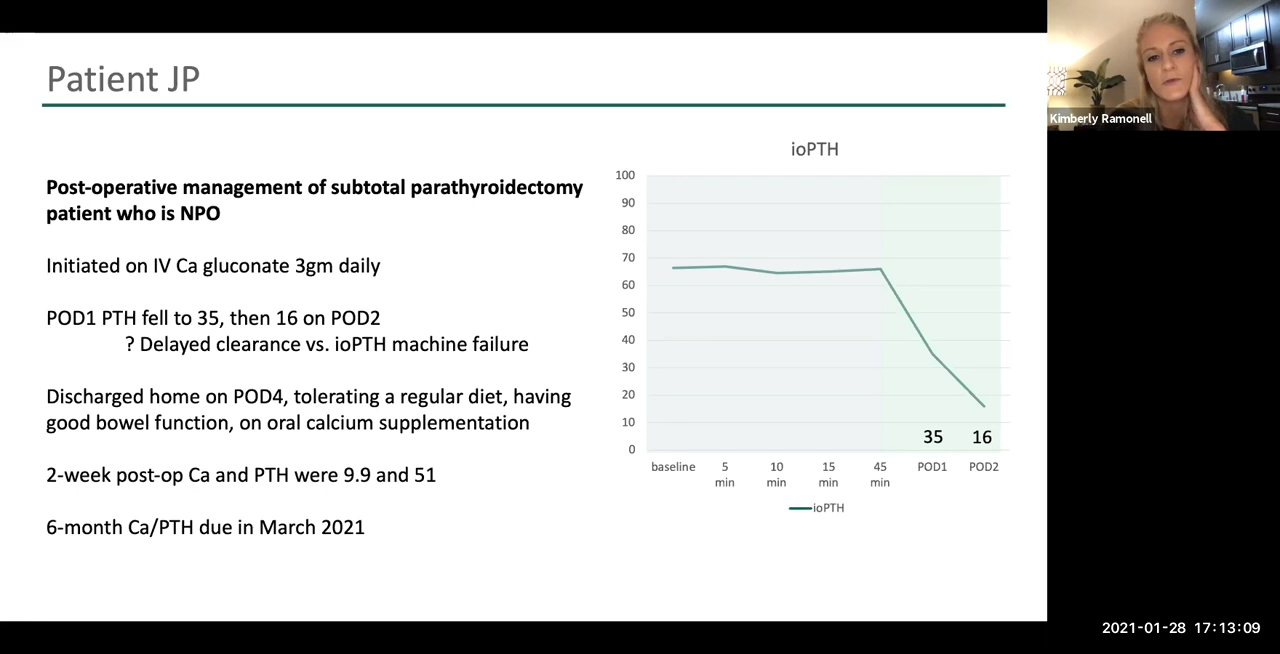 Patient JP
Kimberly Ramonell
Post-operative management of subtotal parathyroidectomy
patient who is NPO
Initiated on IV Ca gluconate 3gm daily
POD1 PTH fell to 35, then 16 on POD2
? Delayed clearance vs. ioPTH machine failure
Discharged home on POD4, tolerating a regular diet, having
good bowel function, on oral calcium supplementation
2-week post-op Ca and PTH were 9.9 and 51
6-month Ca/PTH due in March 2021
ioPTH
100
90
80
70
60
50
40
30
20
10
0
35 16
baseline 5 10 15 45 POD1 POD2
min min min min
ioPTH
2021-01-28 17:13:09